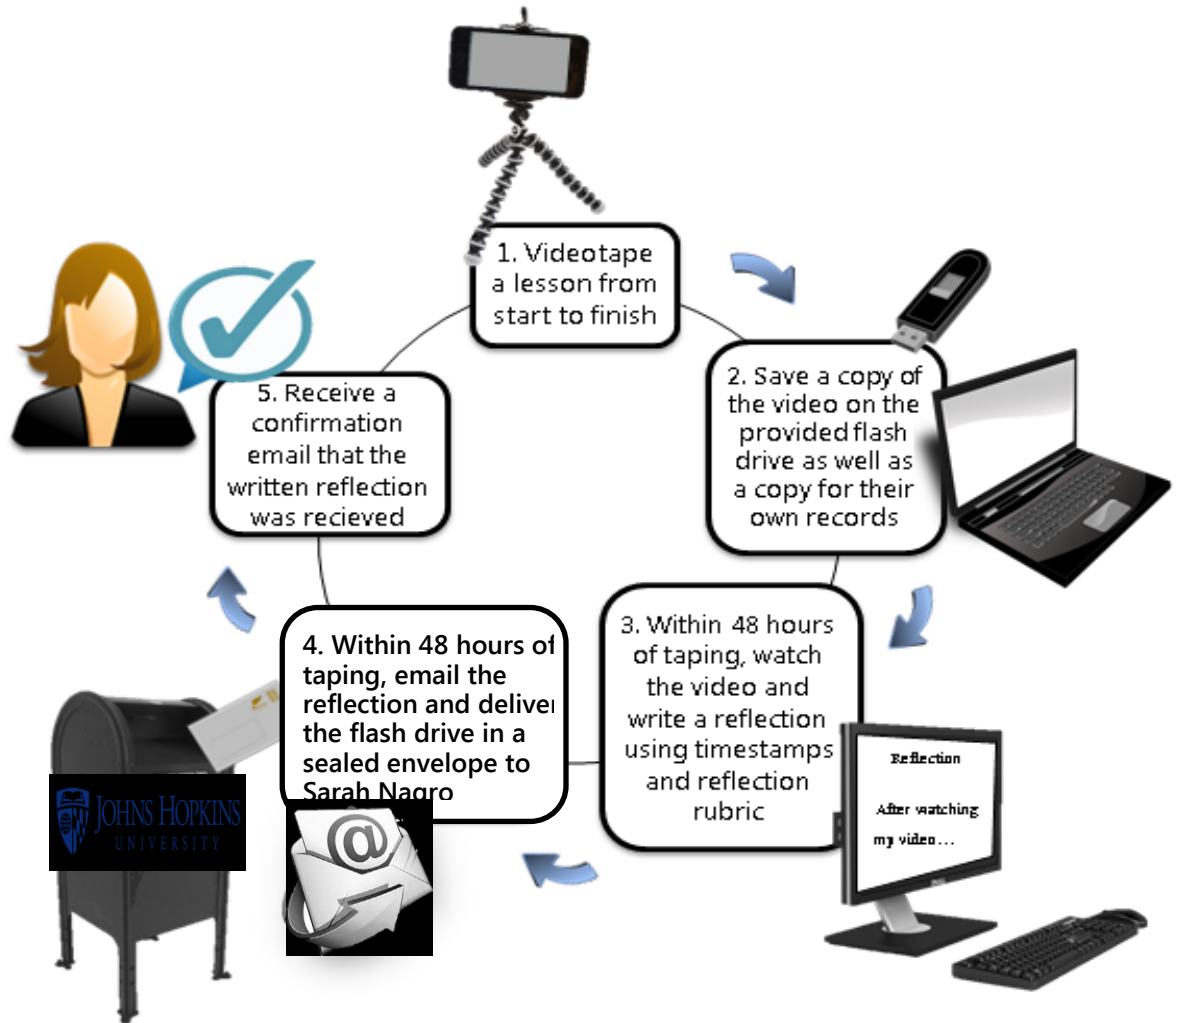 1. Videotape
a lesson from
start to finish
2. Save a copy of
the video on the
provided flash
drive as well as
a copy for their
own records
3. Within 48 hours
of taping, watch
the video and
write a reflection
using timestamps
and reflection
rubric
Reflection
After watching
my video...
4. Within 48 hours of
taping, email the
reflection and deliver
the flash drive in a
sealed envelope to
Sarah Nagro
JOHNS HOPKINS
UNIVERSITY
5. Receive a
confirmation
email that the
written reflection
was recieved